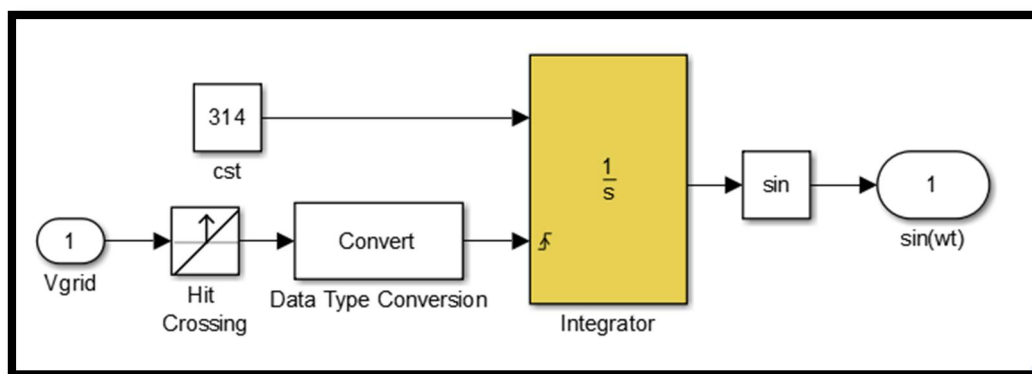 314
cst
1
s
sin
1
sin(wt)
1
Vgrid
Hit
Crossing
Convert
Data Type Conversion
Integrator